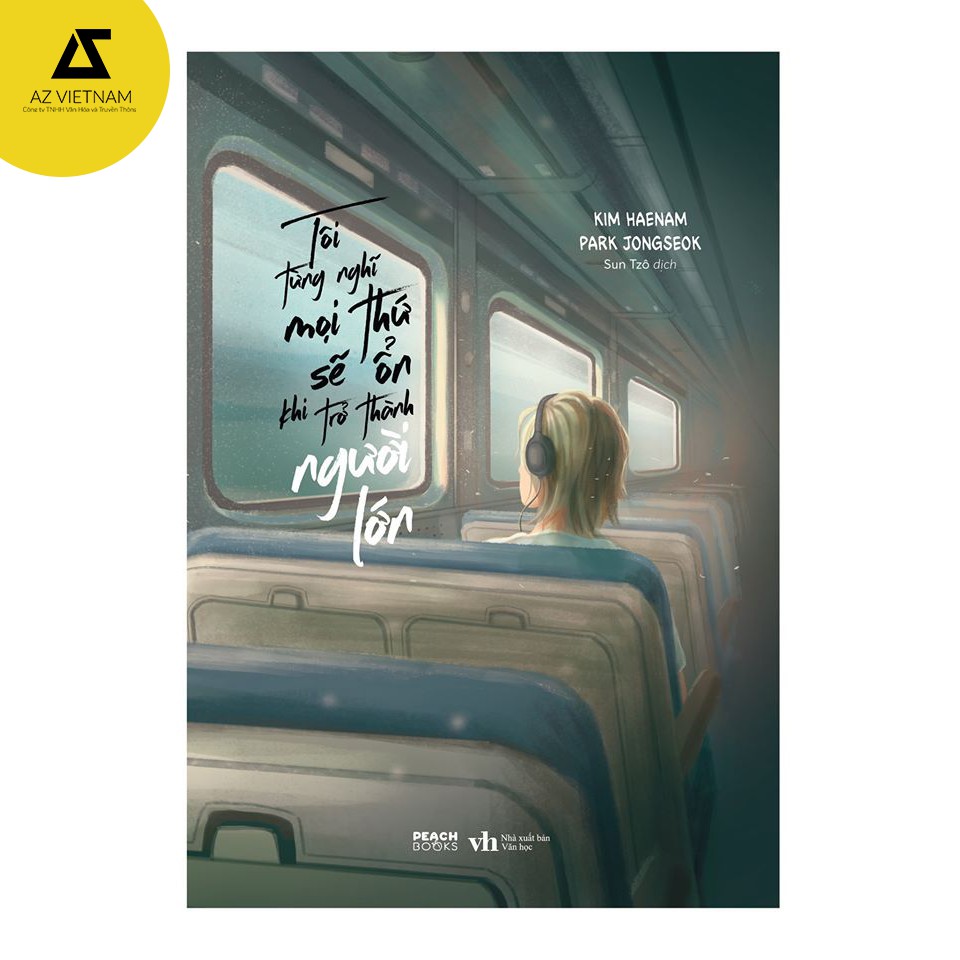 AZ VIETNAM
Công ty TNHH Văn Hóa và Truyền Thông
KIM HAENAM
PARK JONGSEOK
Sun Tzô dịch
Tôi
từng nghĩ
mọi thứ
sẽ ổn
khi trở thành
người
lớn
PEACH
BOOKS
vh
Nhà xuất bản
Văn học